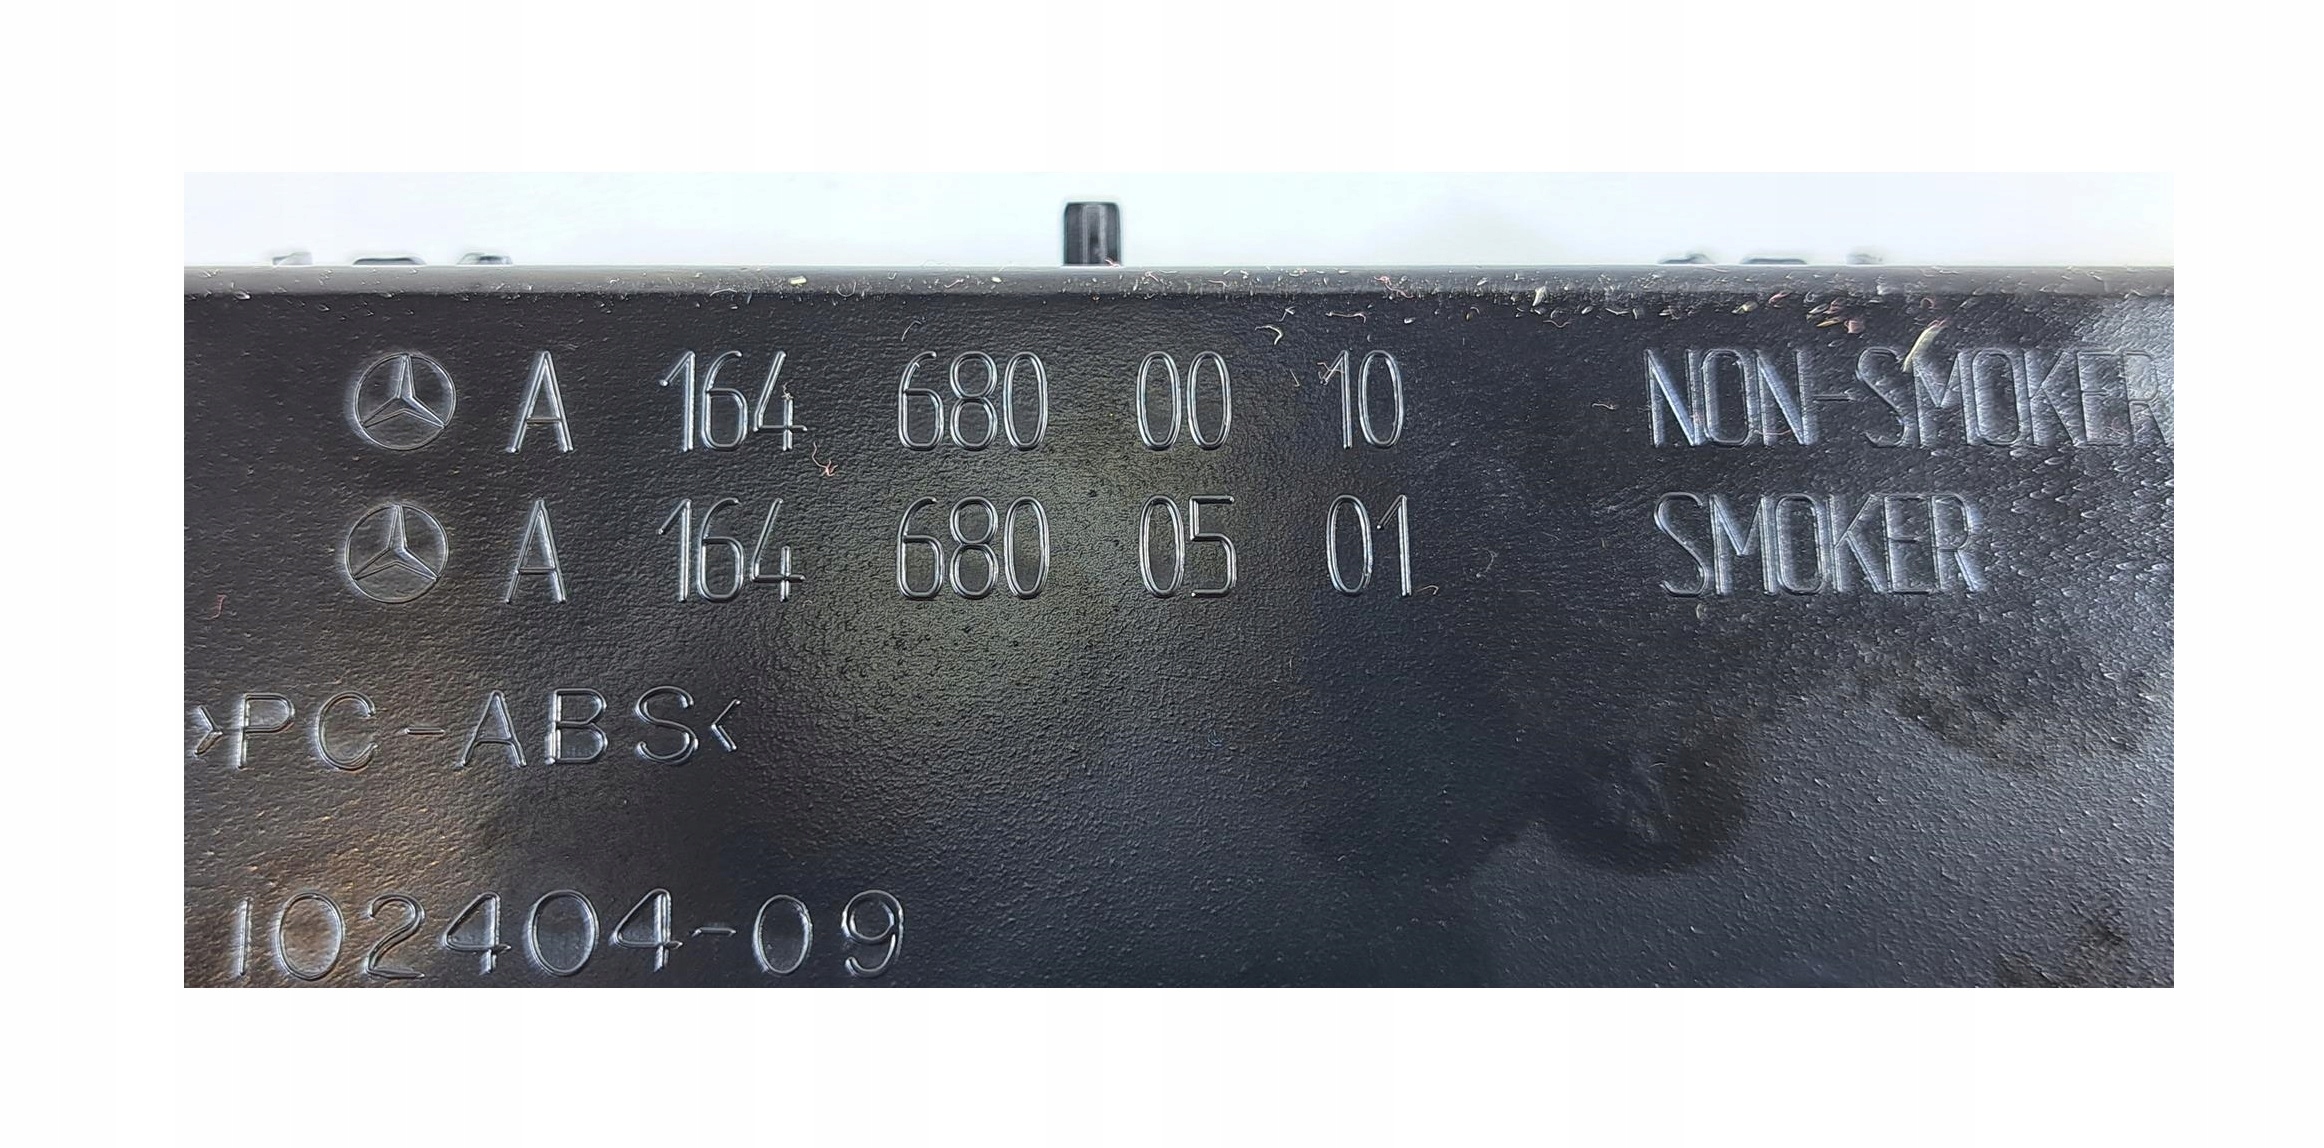 A 164 680 00 10 NON-SMOKER
A 164 680 05 01 SMOKER
>PC-ABS<
102404-09